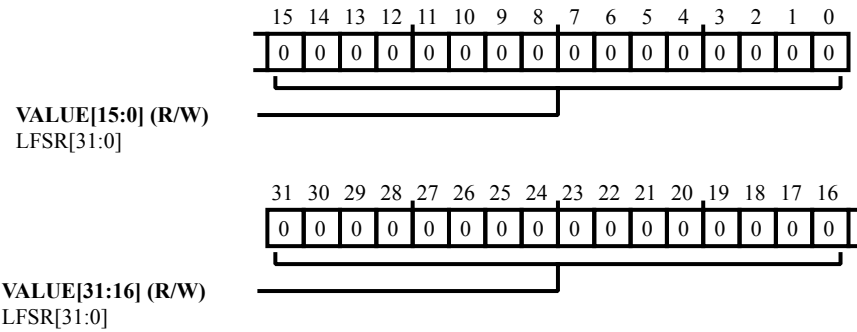 15 14 13 12 11 10 9 8 7 6 5 4 3 2 1 0
0 0 0 0 0 0 0 0 0 0 0 0 0 0 0 0
VALUE[15:0] (R/W)
LFSR[31:0]
31 30 29 28 27 26 25 24 23 22 21 20 19 18 17 16
0 0 0 0 0 0 0 0 0 0 0 0 0 0 0 0
VALUE[31:16] (R/W)
LFSR[31:0]